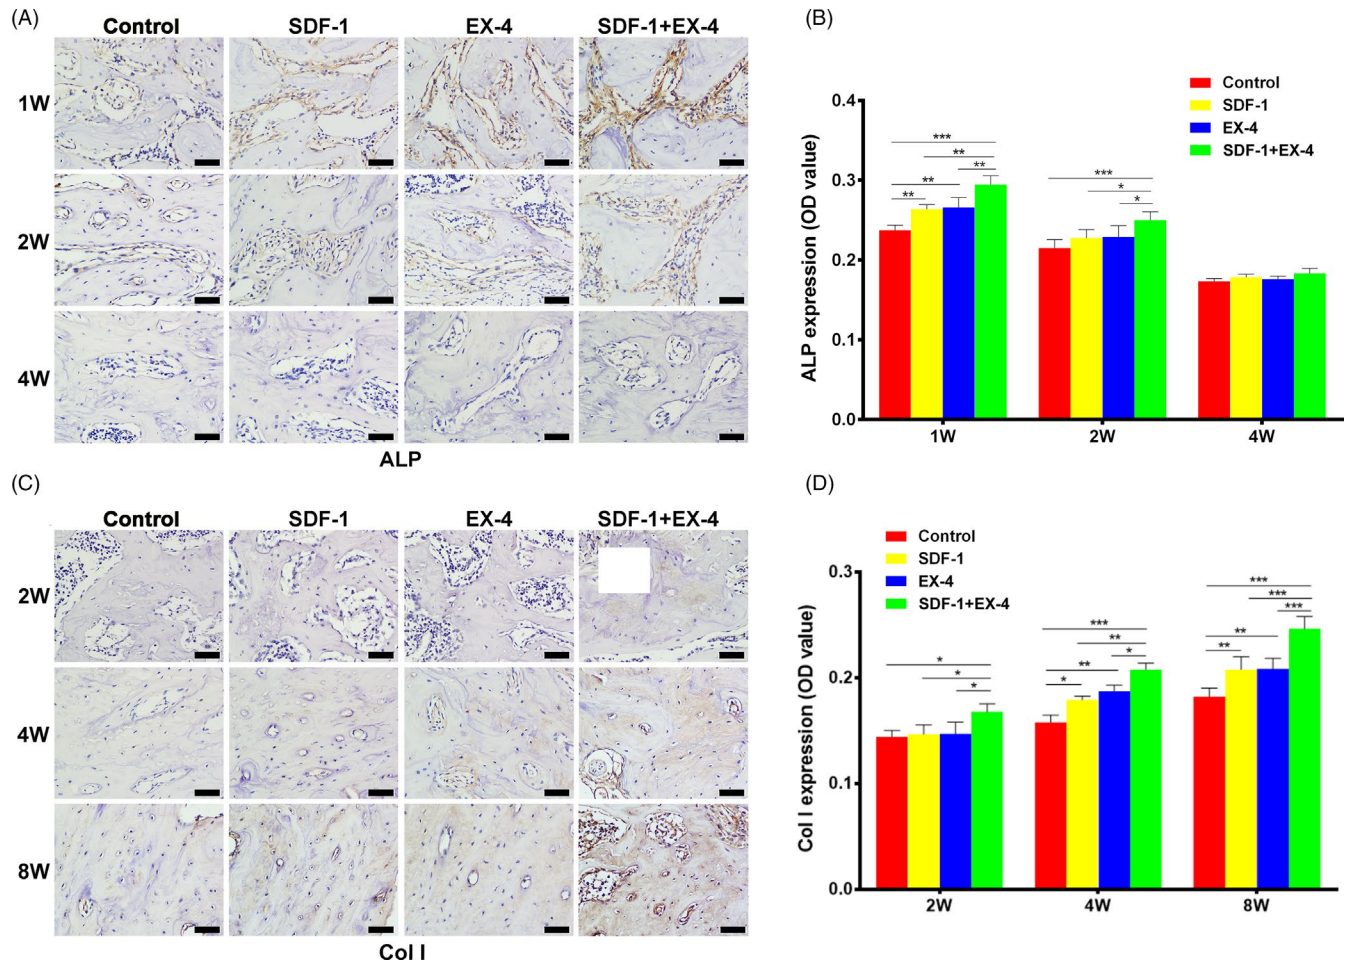 (A)
Control SDF-1 EX-4 SDF-1+EX-4
1W
2W
4W
ALP
(B)
Control
SDF-1
EX-4
SDF-1+EX-4
ALP expression (OD value)
0.4
0.3
0.2
0.1
0.0
***
**
**
**
**
***
*
*
1W 2W 4W
(C)
Control SDF-1 EX-4 SDF-1+EX-4
2W
4W
8W
Col I
(D)
Control
SDF-1
EX-4
SDF-1+EX-4
Col I expression (OD value)
0.3
0.2
0.1
0.0
*
*
*
***
**
*
**
*
***
***
***
**
**
2W 4W 8W